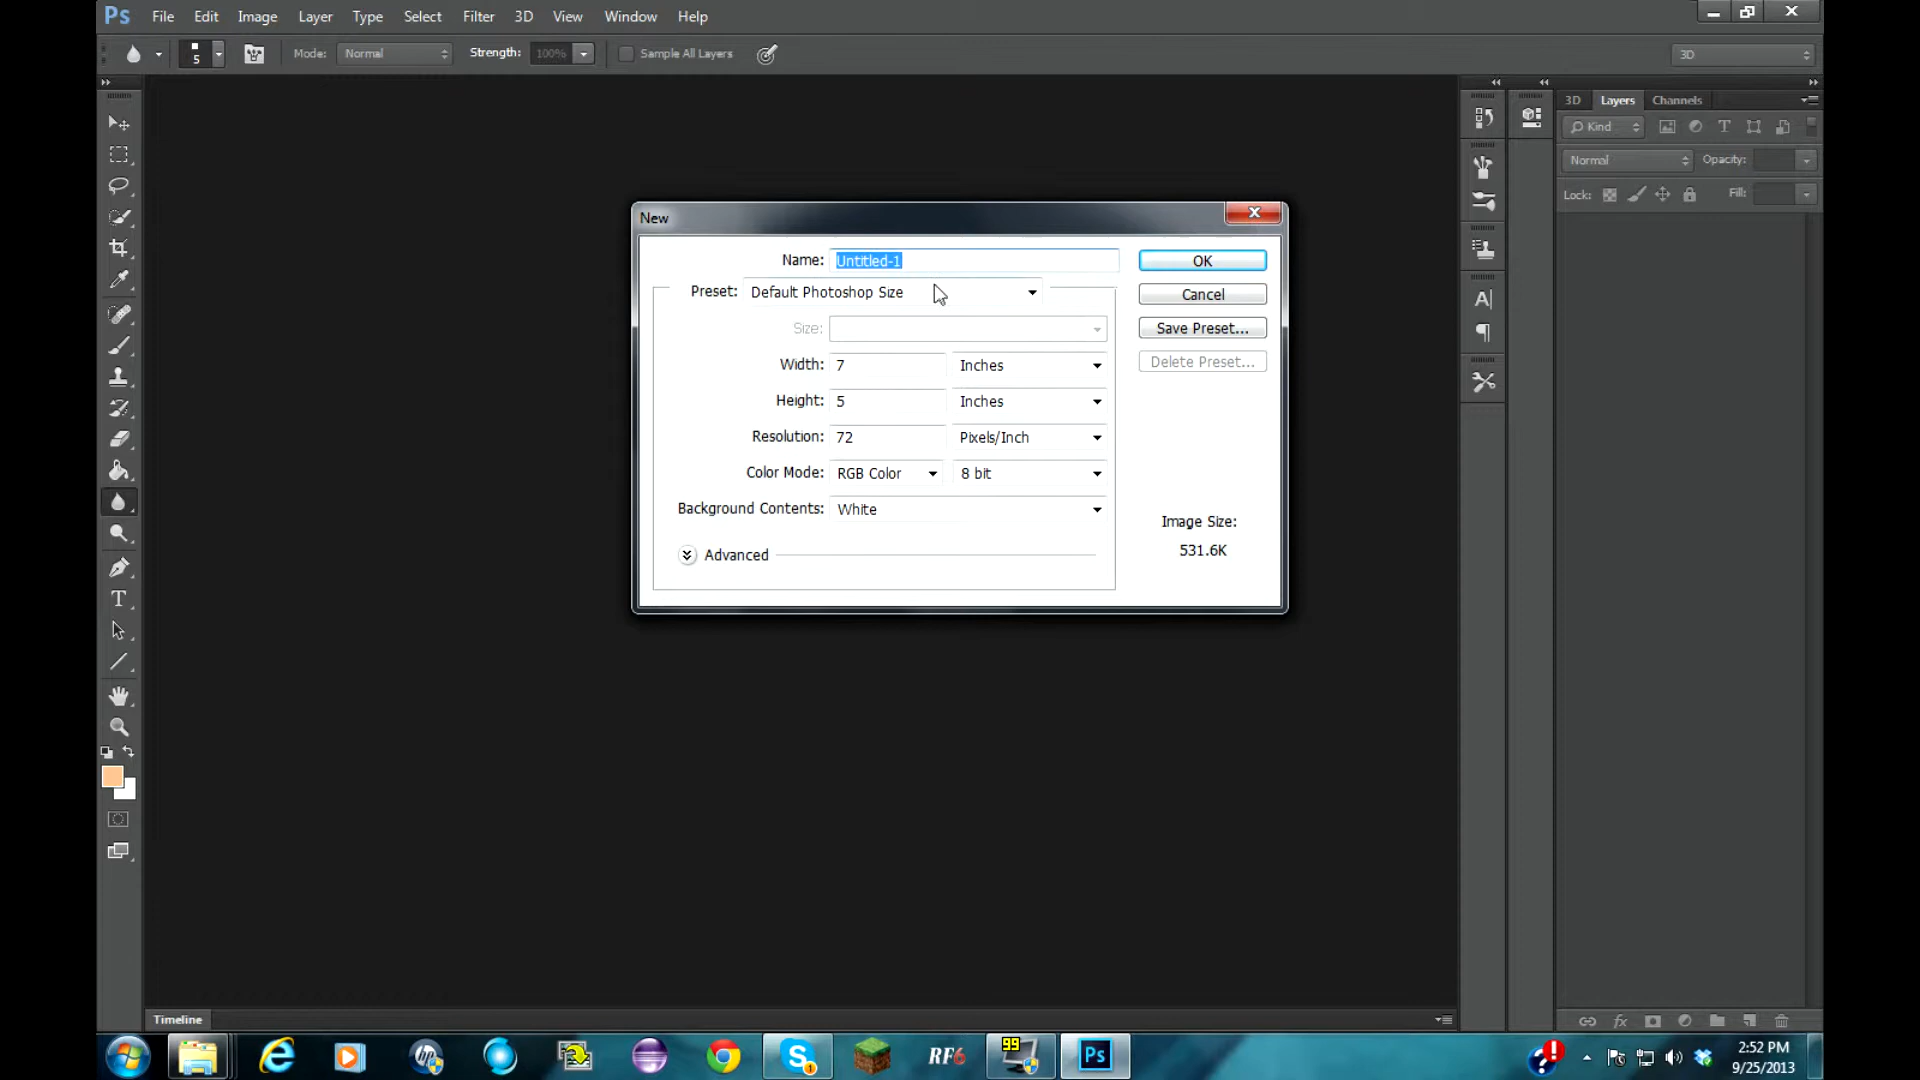 Ps File Edit Image Layer Type Select Filter 3D View Window Help
5 Mode: Normal Strength: 100% Sample All Layers 3D
3D Layers Channels
Kind
Normal Opacity:
Lock: Fill:
New
Name: Untitled-1 OK
Preset: Default Photoshop Size Cancel
Size: Save Preset...
Width: 7 Inches Delete Preset...
Height: 5 Inches
Resolution: 72 Pixels/Inch
Color Mode: RGB Color 8 bit
Background Contents: White
Image Size:
531.6K
Advanced
Timeline
RF6 99 Ps
2:52 PM
9/25/2013